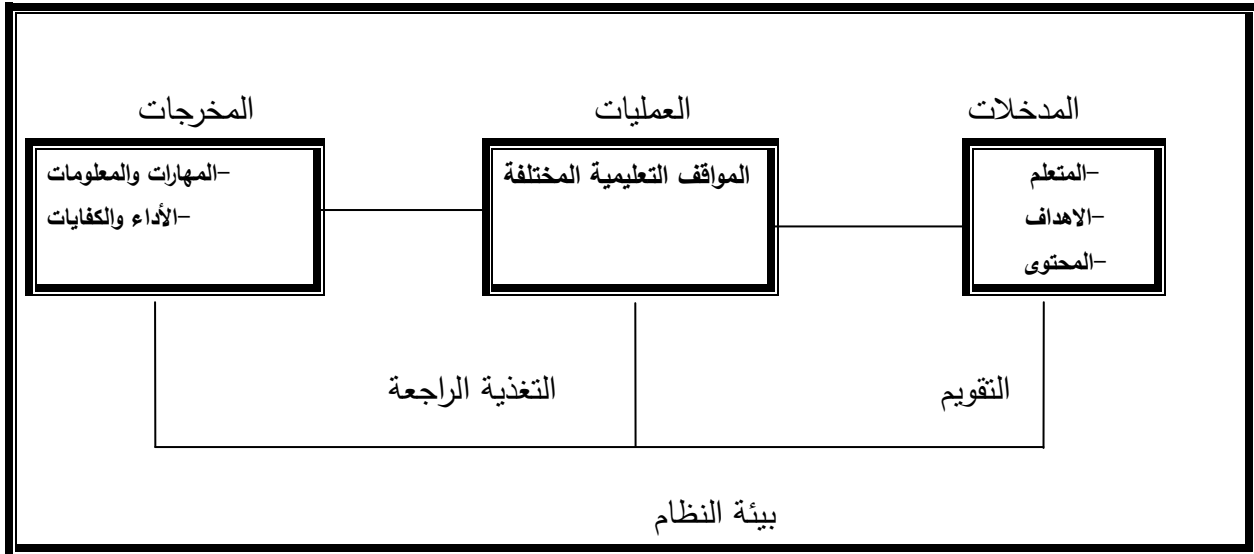 المدخلات
العمليات
المخرجات
-المتعلم
-الاهداف
-المحتوى
المواقف التعليمية المختلفة
-المهارات والمعلومات
-الأداء والكفايات
التقويم
التغذية الراجعة
بيئة النظام